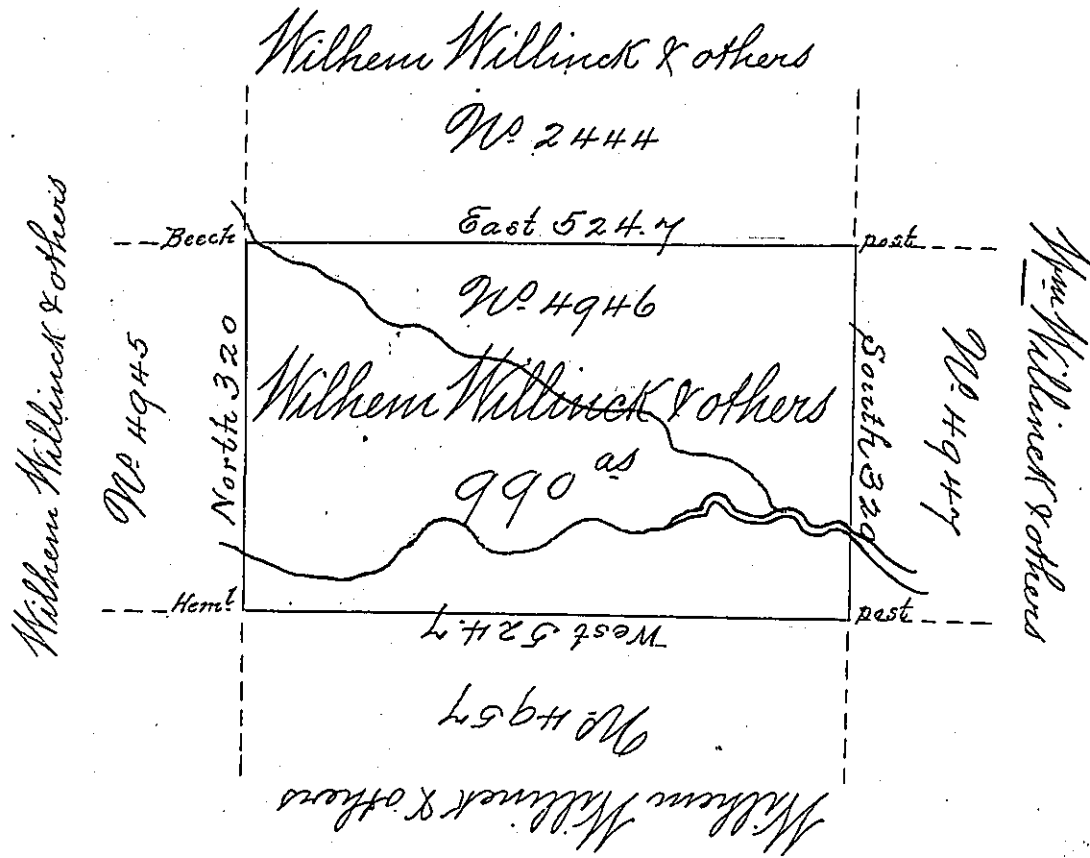 Wilhem Willinck & others
No 2444
Beech
East 524.7
post
No 4946
Wilhem Willinck & others
990 as
Wilhem Willinck & others
No 4945
North 320
South 320
No 4947
Wm Willinck & others
Hemt
West 524.7
post
No 4957
Wilhem Willinck & others